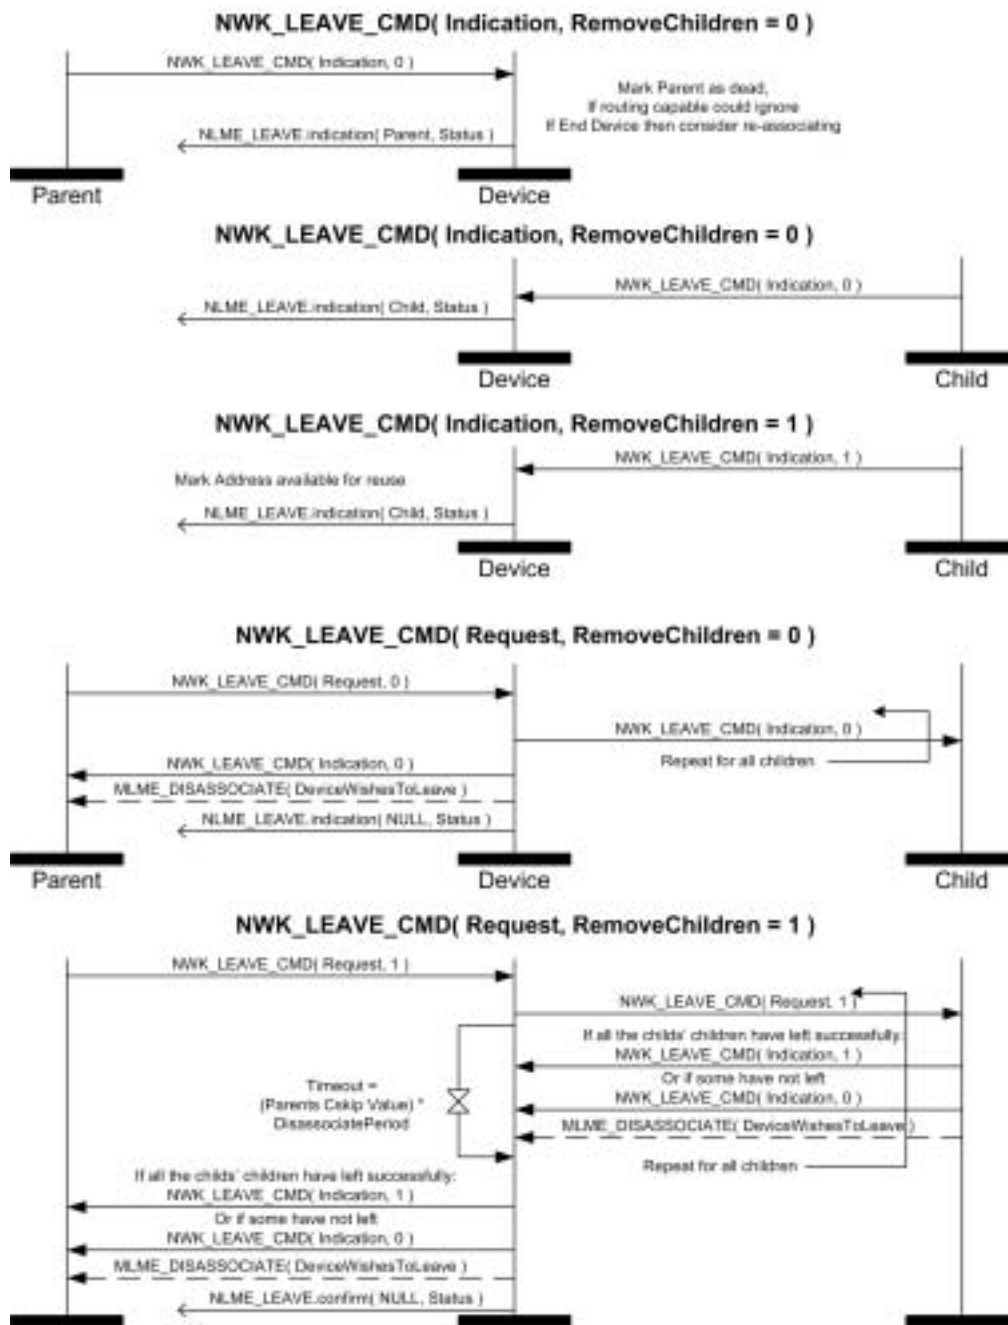 NWK_LEAVE_CMD( Indication, RemoveChildren = 0 )
NWK_LEAVE_CMD( Indication, 0 )
Mark Parent as dead,
If routing capable could ignore
If End Device then consider re-associating
NLME_LEAVE.indication( Parent, Status )
Parent
Device
NWK_LEAVE_CMD( Indication, RemoveChildren = 0 )
NWK_LEAVE_CMD( Indication, 0 )
NLME_LEAVE.indication( Child, Status )
Device
Child
NWK_LEAVE_CMD( Indication, RemoveChildren = 1 )
NWK_LEAVE_CMD( Indication, 1 )
Mark Address available for reuse
NLME_LEAVE.indication( Child, Status )
Device
Child
NWK_LEAVE_CMD( Request, RemoveChildren = 0 )
NWK_LEAVE_CMD( Request, 0 )
NWK_LEAVE_CMD( Indication, 0 )
Repeat for all children
NWK_LEAVE_CMD( Indication, 0 )
MLME_DISASSOCIATE( DeviceWishesToLeave )
NLME_LEAVE.indication( NULL, Status )
Parent
Device
Child
NWK_LEAVE_CMD( Request, RemoveChildren = 1 )
NWK_LEAVE_CMD( Request, 1 )
NWK_LEAVE_CMD( Request, 1 )
If all the childs' children have left successfully:
NWK_LEAVE_CMD( Indication, 1 )
Or if some have not left
NWK_LEAVE_CMD( Indication, 0 )
MLME_DISASSOCIATE( DeviceWishesToLeave )
Repeat for all children
Timeout =
(Parents Cskip Value) *
DisassociatePeriod
If all the childs' children have left successfully:
NWK_LEAVE_CMD( Indication, 1 )
Or if some have not left
NWK_LEAVE_CMD( Indication, 0 )
MLME_DISASSOCIATE( DeviceWishesToLeave )
NLME_LEAVE.confirm( NULL, Status )